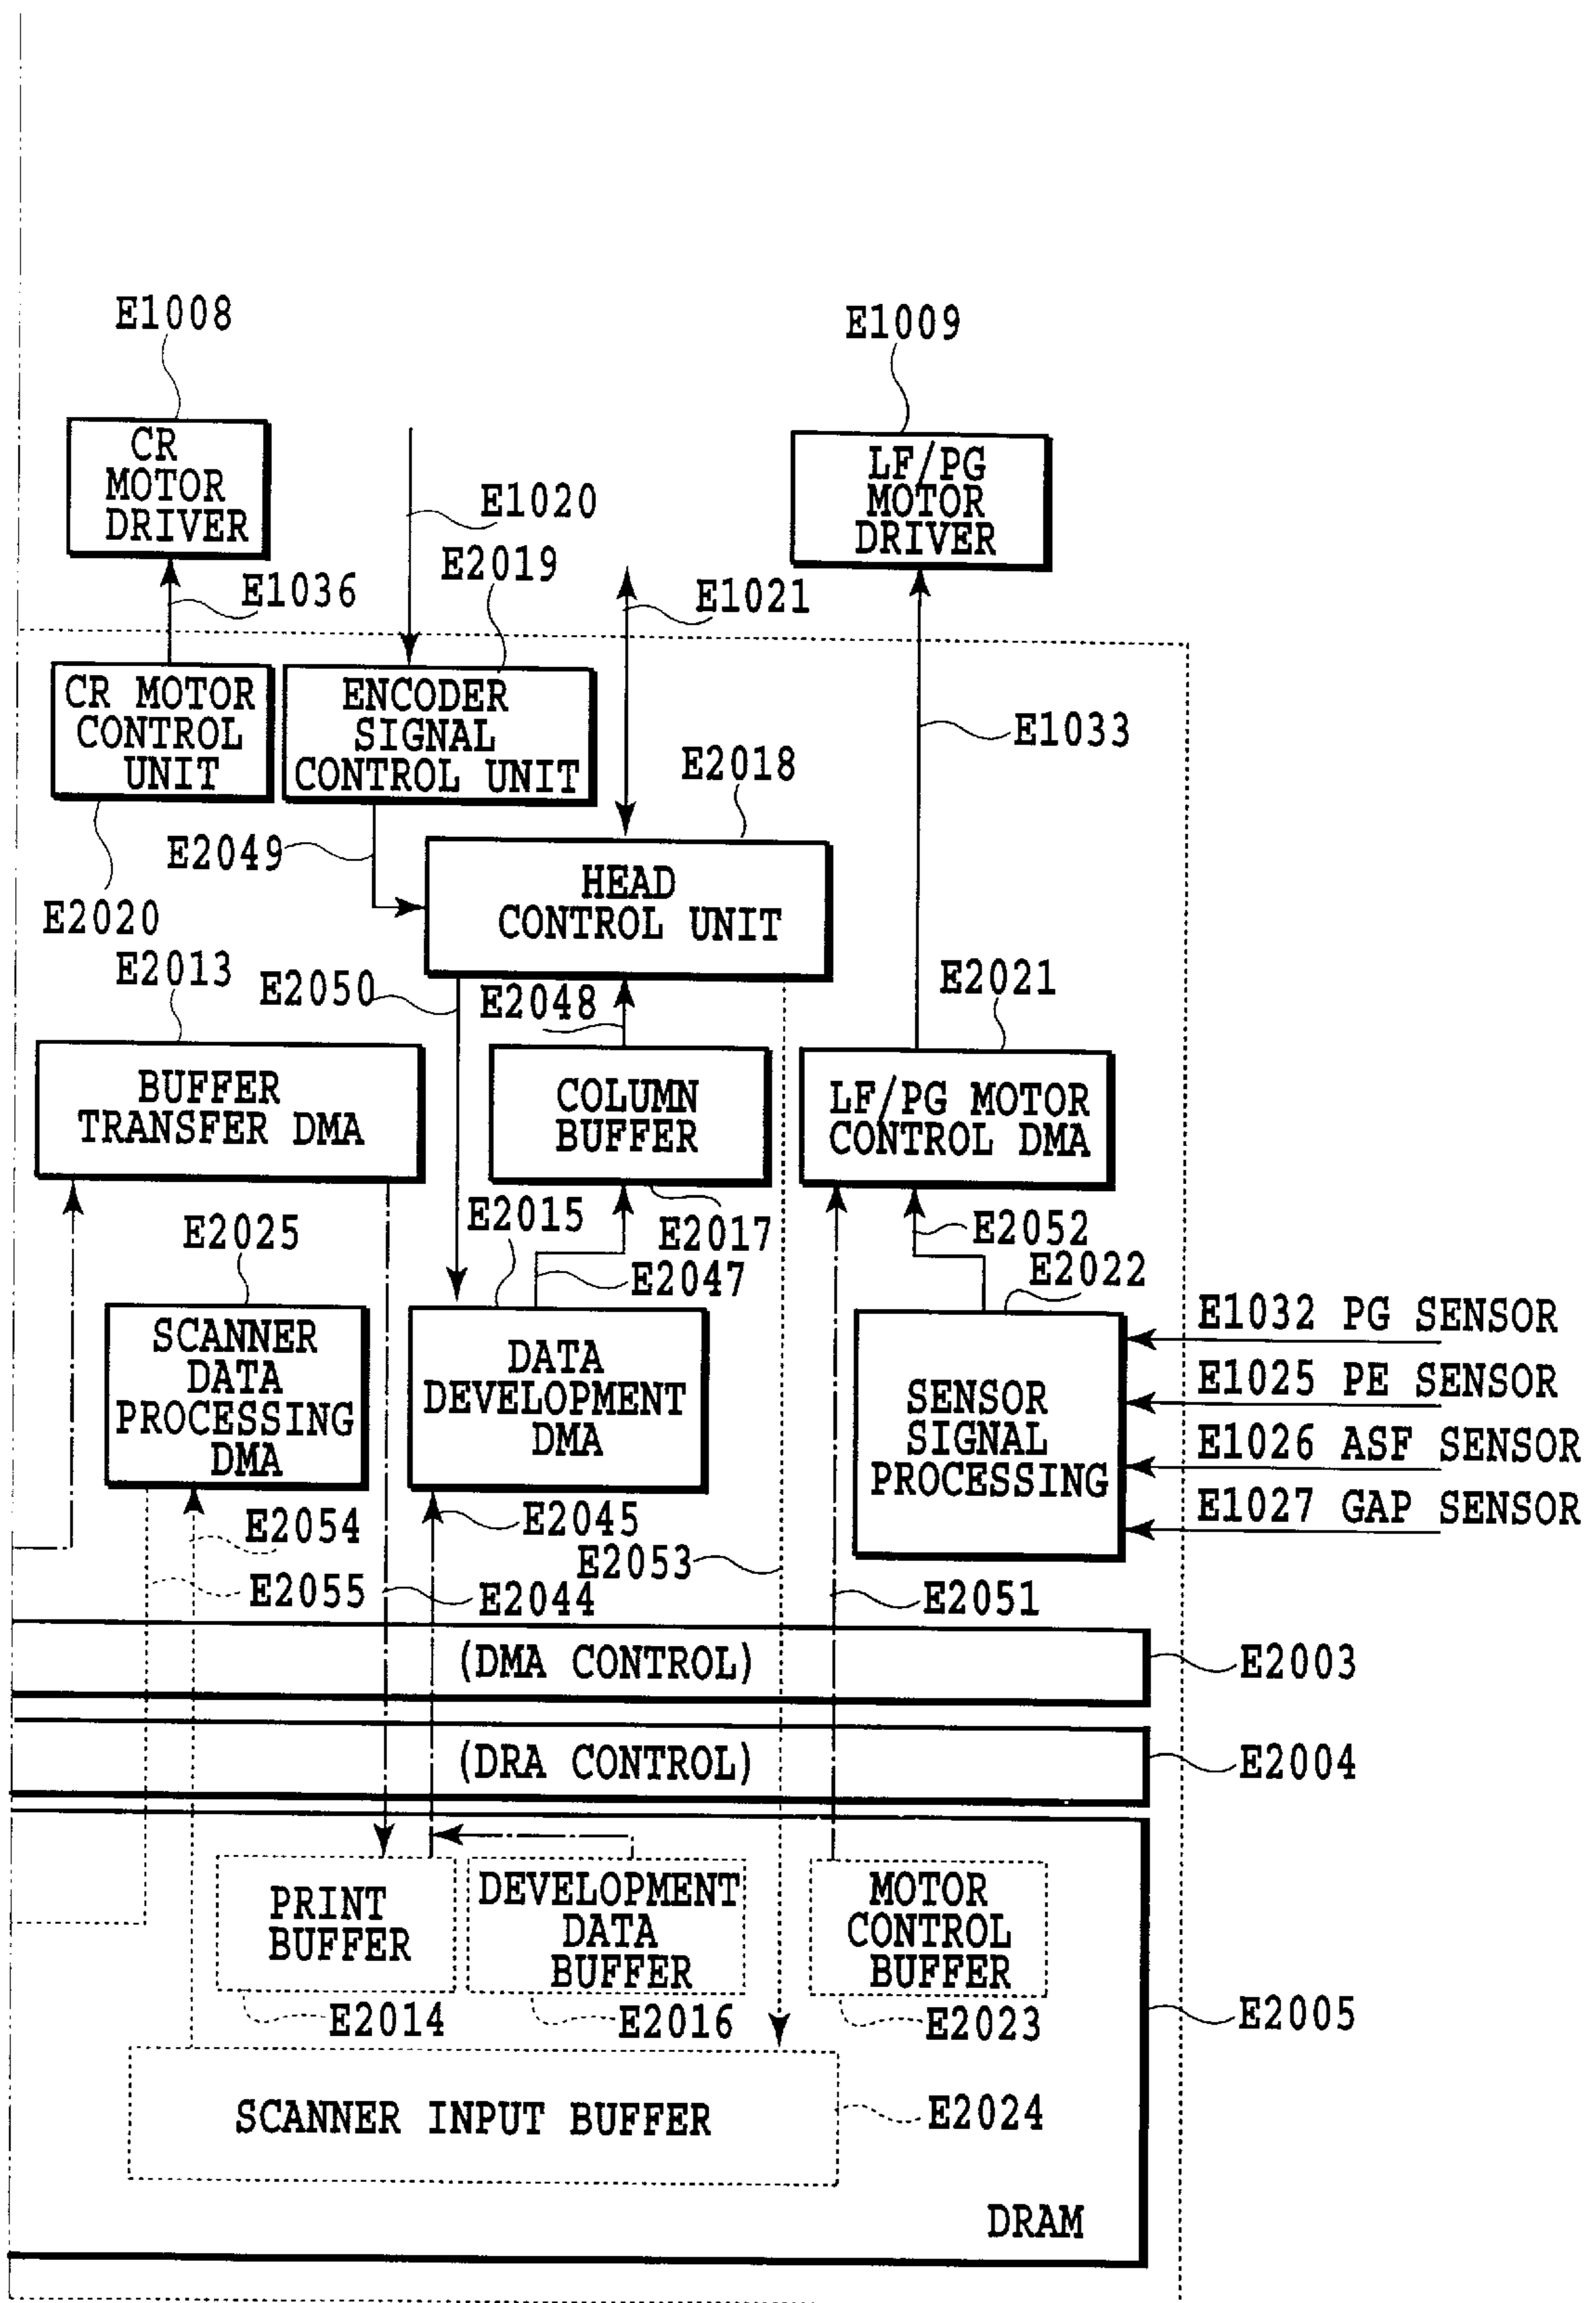 E1008
E1009
CR
MOTOR
DRIVER
LF/PG
MOTOR
DRIVER
E1020
E2019
E1036
E1021
CR MOTOR
CONTROL
UNIT
ENCODER
SIGNAL
CONTROL UNIT
E1033
E2018
E2049
HEAD
CONTROL UNIT
E2020
E2013
E2050
E2048
E2021
BUFFER
TRANSFER DMA
COLUMN
BUFFER
LF/PG MOTOR
CONTROL DMA
E2015
E2017
E2052
E2025
E2047
E2022
SCANNER
DATA
PROCESSING
DMA
DATA
DEVELOPMENT
DMA
SENSOR
SIGNAL
PROCESSING
E1032 PG SENSOR
E1025 PE SENSOR
E1026 ASF SENSOR
E1027 GAP SENSOR
E2054
E2045
E2053
E2055
E2044
E2051
(DMA CONTROL)
E2003
(DRA CONTROL)
E2004
PRINT
BUFFER
DEVELOPMENT
DATA
BUFFER
MOTOR
CONTROL
BUFFER
E2014
E2016
E2023
E2005
SCANNER INPUT BUFFER
E2024
DRAM